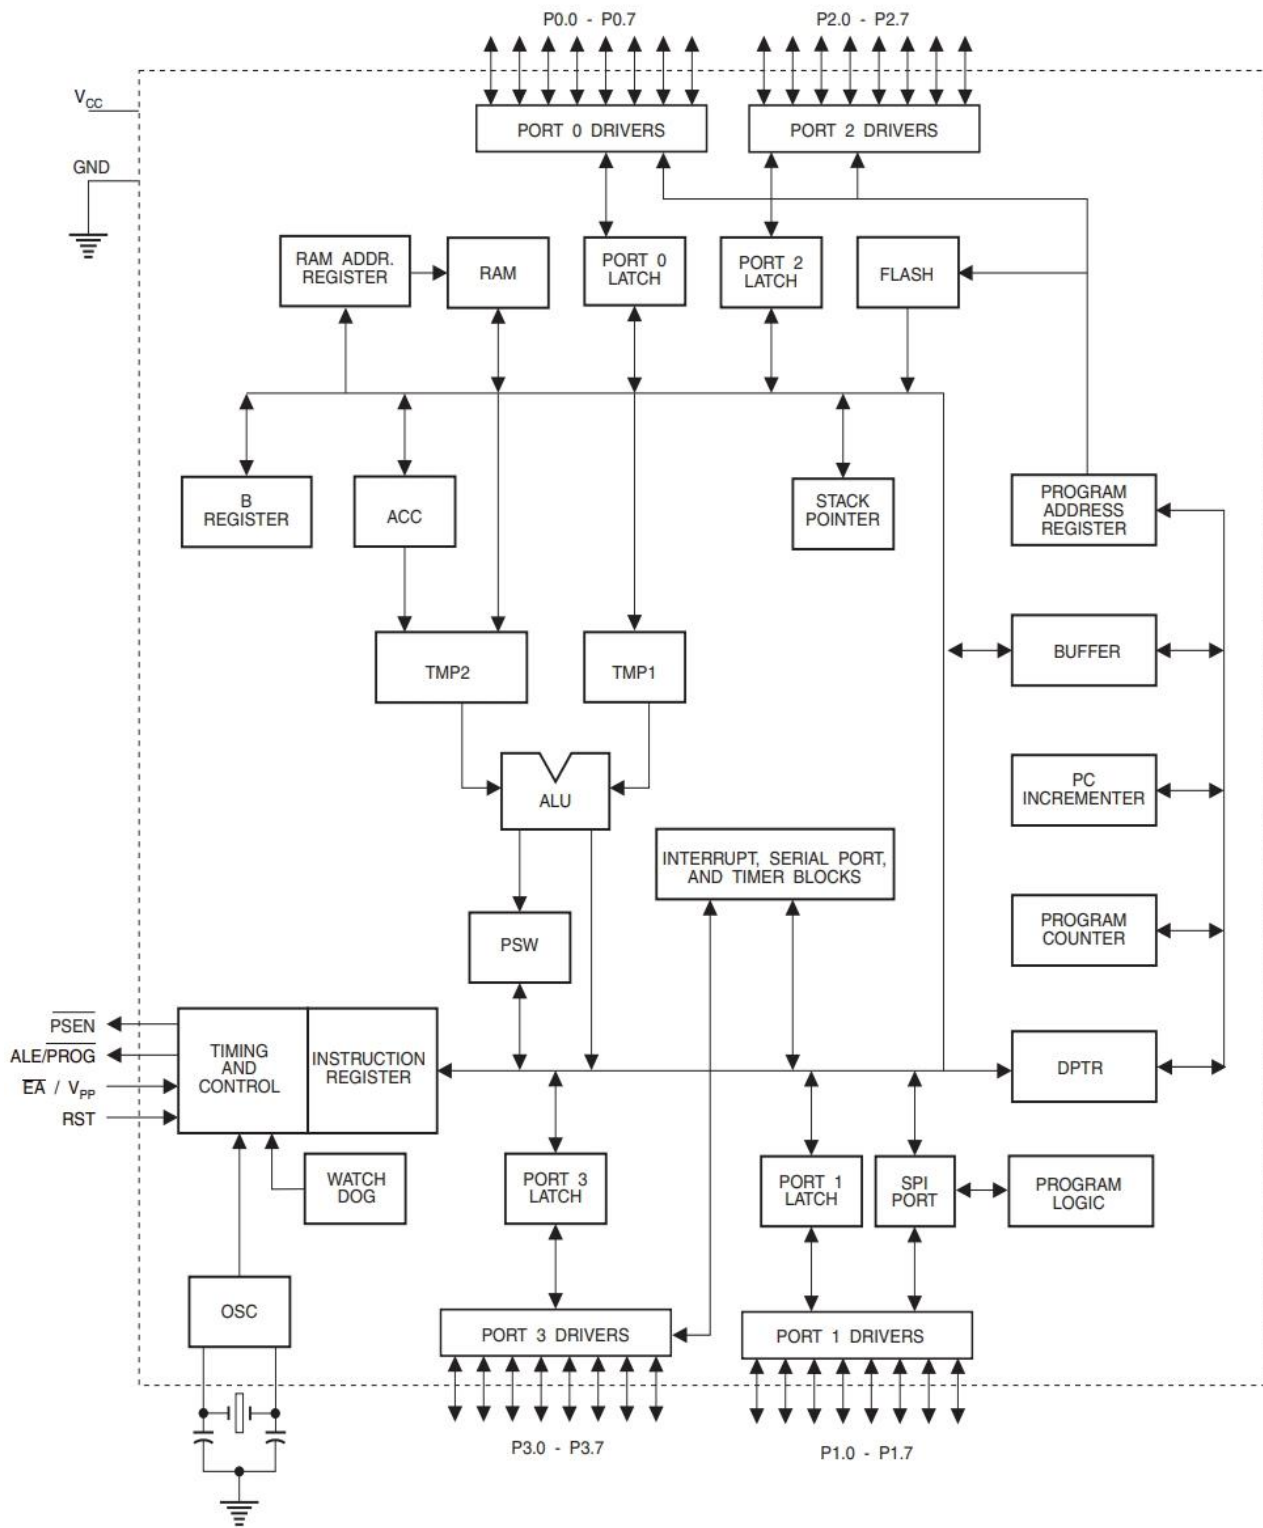 P0.0 - P0.7
P2.0 - P2.7
VCC
PORT 0 DRIVERS
PORT 2 DRIVERS
GND
RAM ADDR.
REGISTER
RAM
PORT 0
LATCH
PORT 2
LATCH
FLASH
B
REGISTER
ACC
STACK
POINTER
PROGRAM
ADDRESS
REGISTER
TMP2
TMP1
BUFFER
ALU
PC
INCREMENTER
INTERRUPT, SERIAL PORT,
AND TIMER BLOCKS
PSW
PROGRAM
COUNTER
PSEN
ALE/PROG
EA / VPP
RST
TIMING
AND
CONTROL
INSTRUCTION
REGISTER
DPTR
WATCH
DOG
PORT 3
LATCH
PORT 1
LATCH
SPI
PORT
PROGRAM
LOGIC
OSC
PORT 3 DRIVERS
PORT 1 DRIVERS
P3.0 - P3.7
P1.0 - P1.7